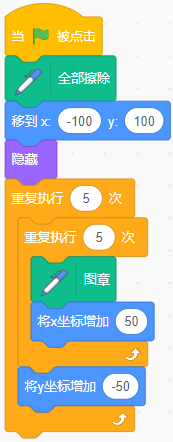 当 被点击
全部擦除
移到 x: -100 y: 100
隐藏
重复执行 5 次
重复执行 5 次
图章
将x坐标增加 50
将y坐标增加 -50